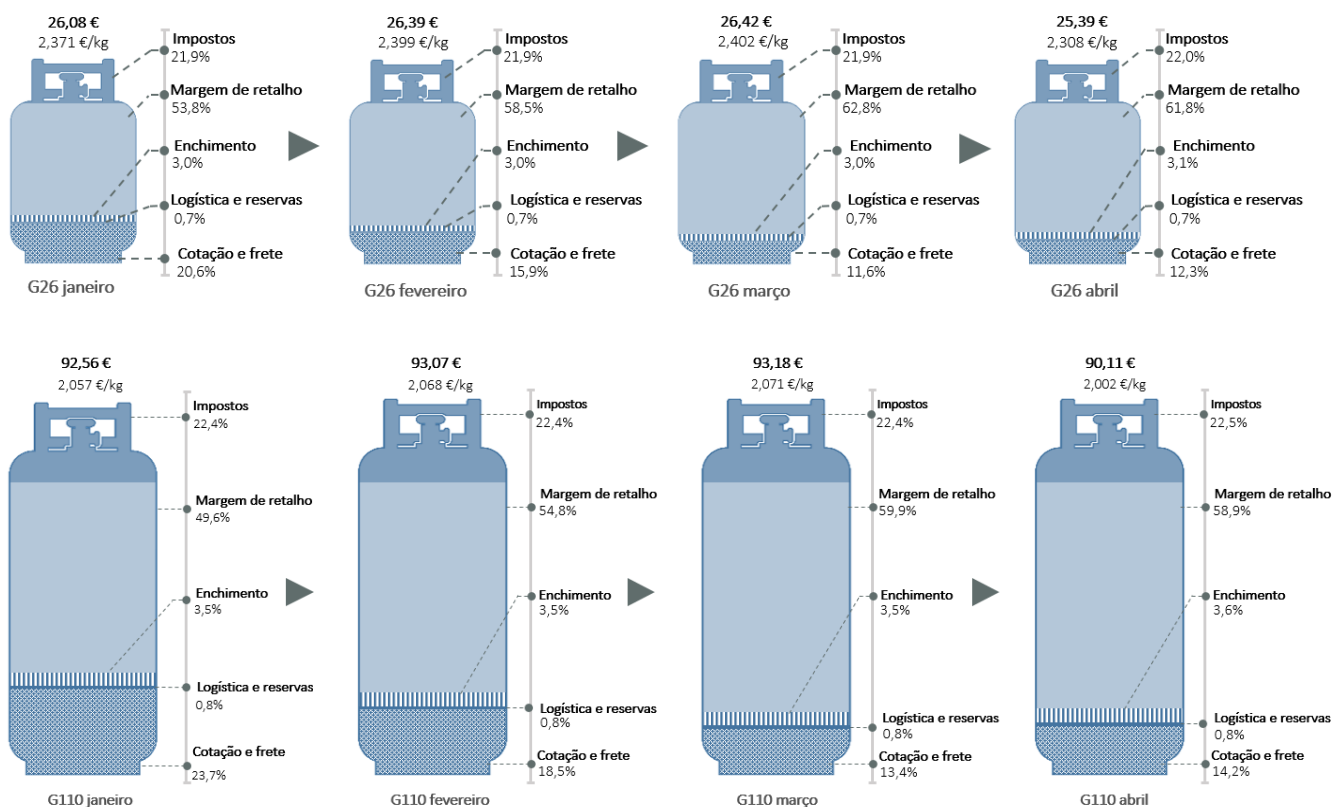 26,08 €
2,371 €/kg
Impostos
21,9%
Margem de retalho
53,8%
Enchimento
3,0%
Logística e reservas
0,7%
Cotação e frete
20,6%
G26 janeiro
26,39 €
2,399 €/kg
Impostos
21,9%
Margem de retalho
58,5%
Enchimento
3,0%
Logística e reservas
0,7%
Cotação e frete
15,9%
G26 fevereiro
26,42 €
2,402 €/kg
Impostos
21,9%
Margem de retalho
62,8%
Enchimento
3,0%
Logística e reservas
0,7%
Cotação e frete
11,6%
G26 março
25,39 €
2,308 €/kg
Impostos
22,0%
Margem de retalho
61,8%
Enchimento
3,1%
Logística e reservas
0,7%
Cotação e frete
12,3%
G26 abril
92,56 €
2,057 €/kg
Impostos
22,4%
Margem de retalho
49,6%
Enchimento
3,5%
Logística e reservas
0,8%
Cotação e frete
23,7%
G110 janeiro
93,07 €
2,068 €/kg
Impostos
22,4%
Margem de retalho
54,8%
Enchimento
3,5%
Logística e reservas
0,8%
Cotação e frete
18,5%
G110 fevereiro
93,18 €
2,071 €/kg
Impostos
22,4%
Margem de retalho
59,9%
Enchimento
3,5%
Logística e reservas
0,8%
Cotação e frete
13,4%
G110 março
90,11 €
2,002 €/kg
Impostos
22,5%
Margem de retalho
58,9%
Enchimento
3,6%
Logística e reservas
0,8%
Cotação e frete
14,2%
G110 abril